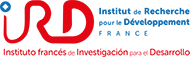 IRD
Institut de Recherche
pour le Développement
FRANCE
Instituto francés de Investigación para el Desarrollo